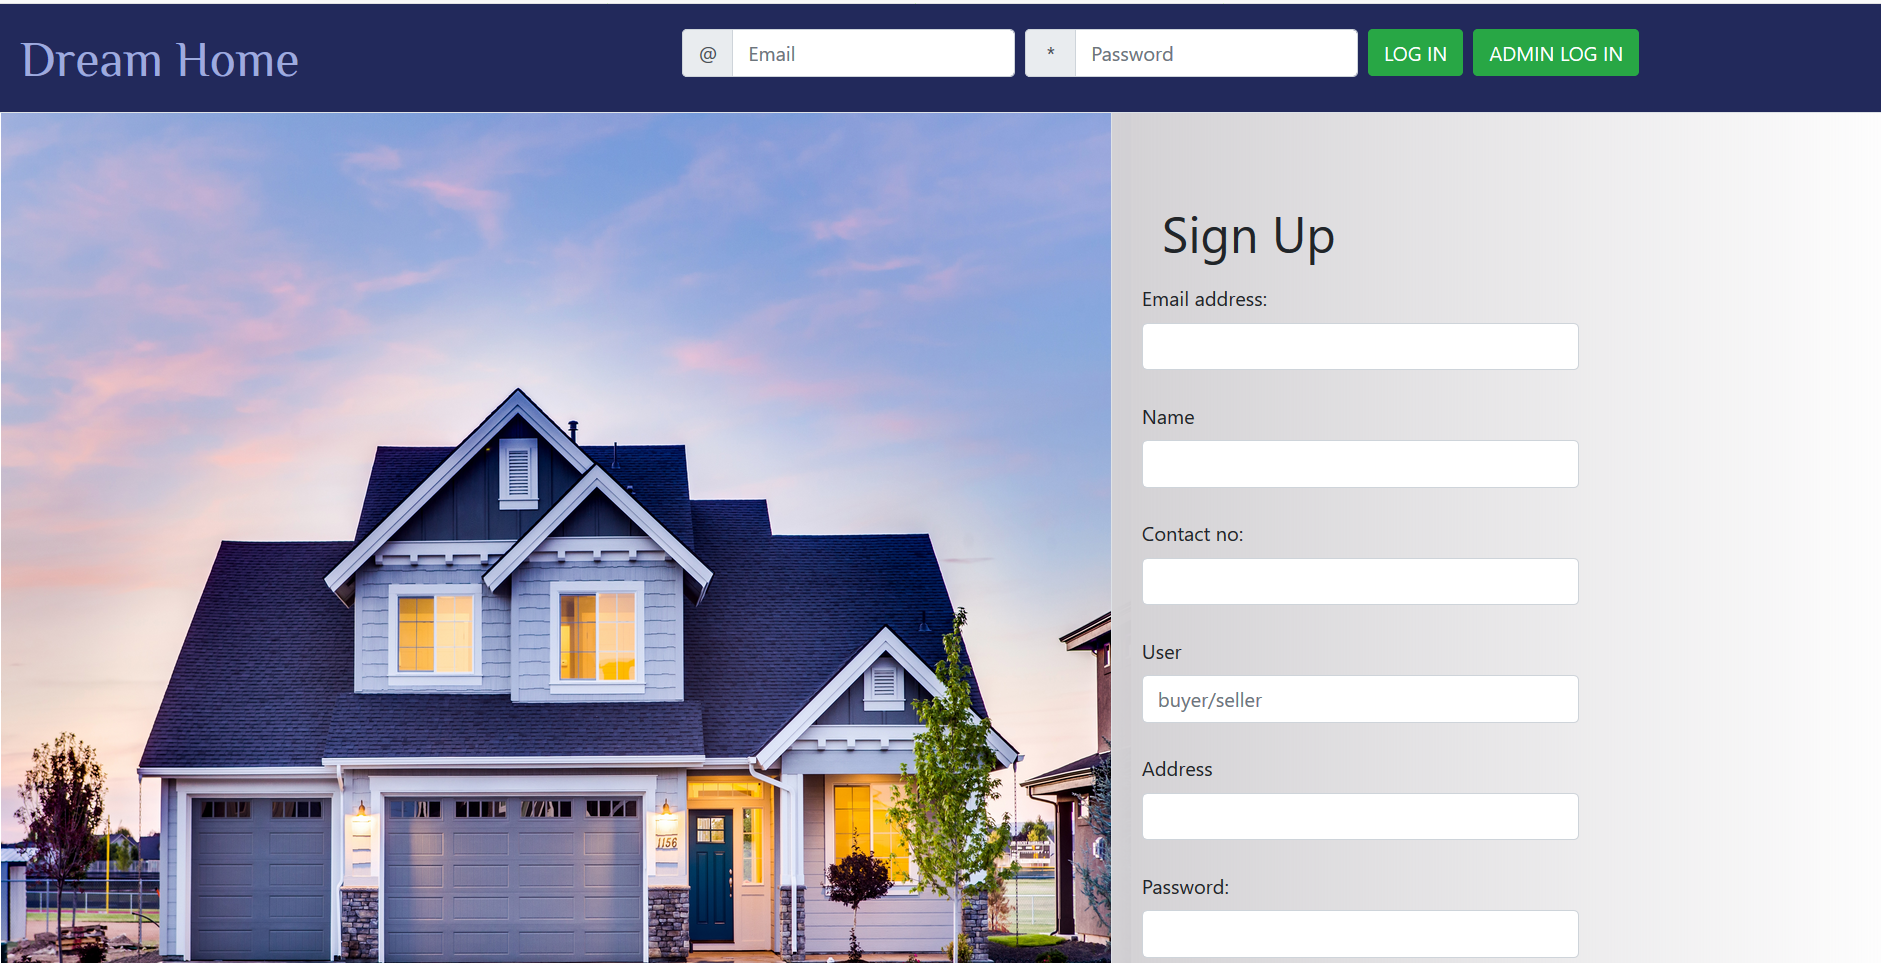 Dream Home
@ Email * Password LOG IN ADMIN LOG IN
Sign Up
Email address:
Name
Contact no:
User
buyer/seller
Address
1156
Password: